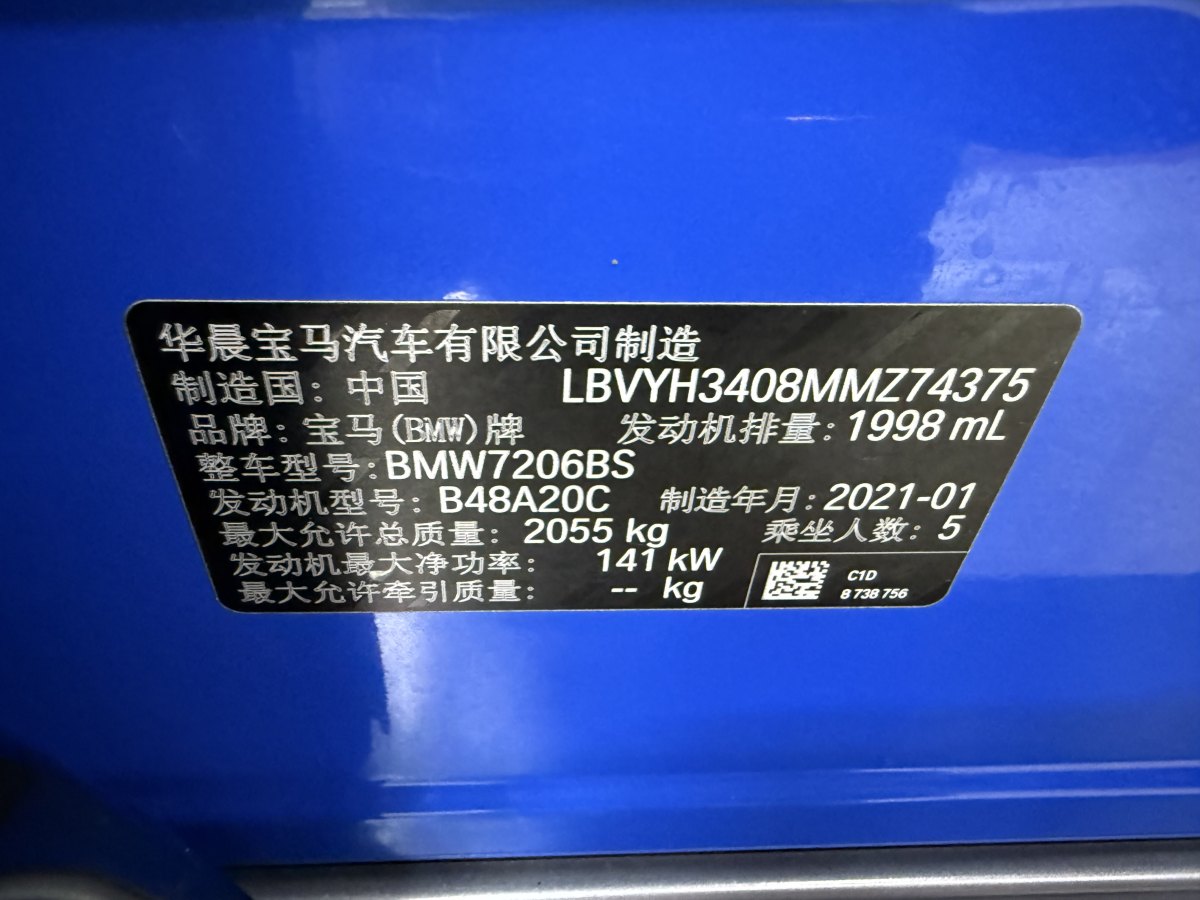 华晨宝马汽车有限公司制造
制造国：中国 LBVYH3408MMZ74375
品牌：宝马(BMW)牌 发动机排量：1998 mL
整车型号：BMW7206BS
发动机型号：B48A20C 制造年月：2021-01
最大允许总质量：2055 kg 乘坐人数：5
发动机最大净功率：141 kW
最大允许牵引质量：-- kg
C1D
8 738 756